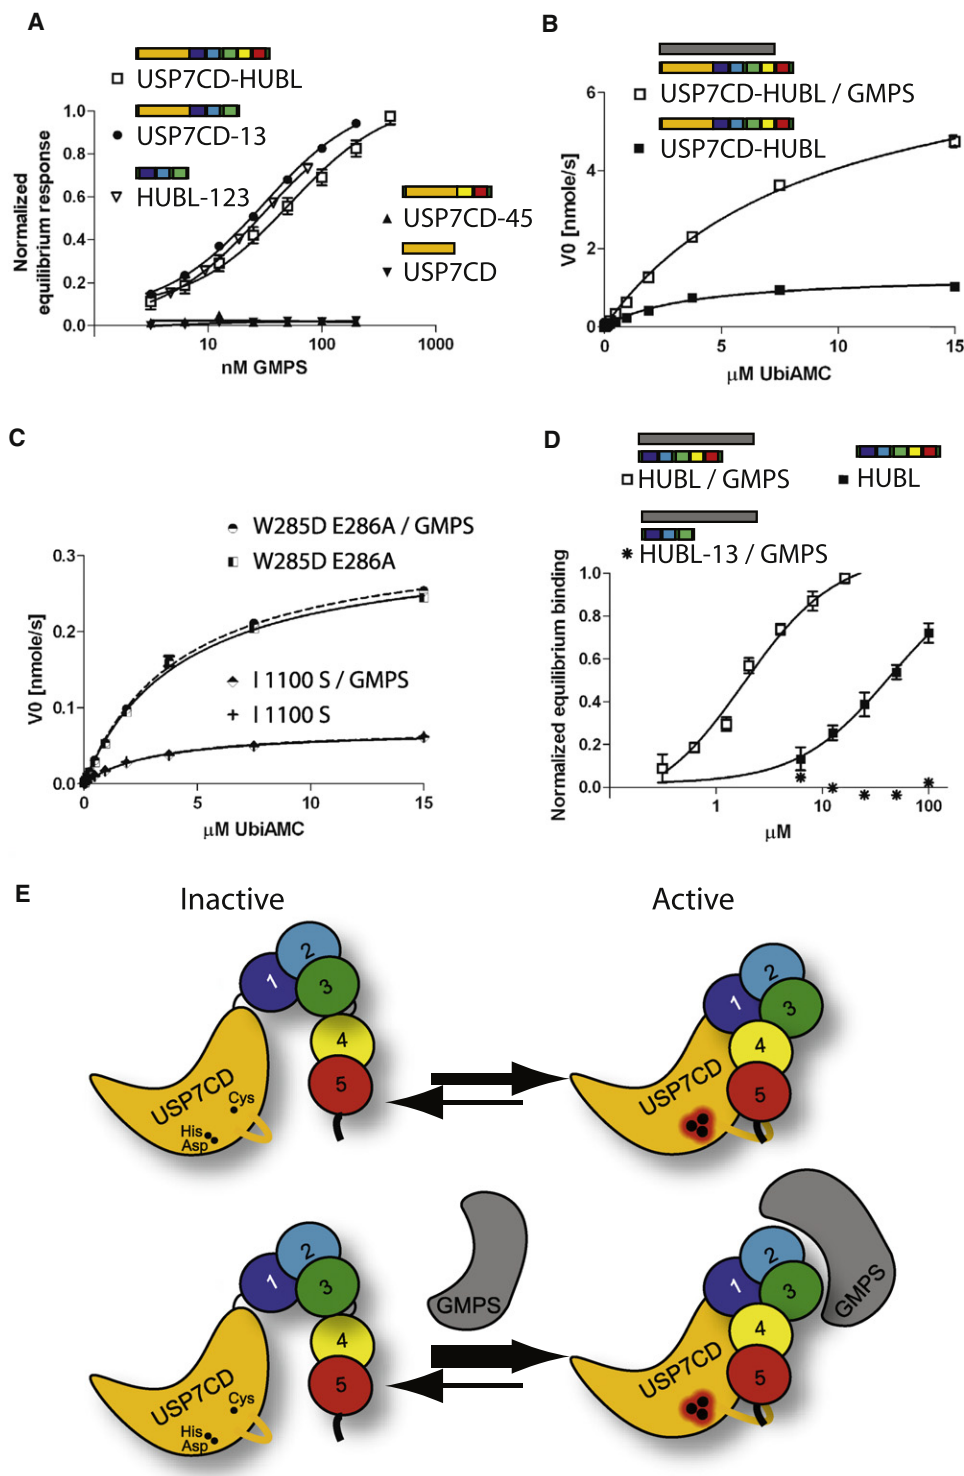 A
USP7CD-HUBL
USP7CD-13
HUBL-123
USP7CD-45
USP7CD
Normalized
equilibrium response
1.0
0.8
0.6
0.4
0.2
0.0
10
100
1000
nM GMPS
B
USP7CD-HUBL / GMPS
USP7CD-HUBL
V0 [nmole/s]
6
4
2
0
0
5
10
15
μM UbiAMC
C
W285D E286A / GMPS
W285D E286A
I 1100 S / GMPS
I 1100 S
V0 [nmole/s]
0.3
0.2
0.1
0.0
0
5
10
15
μM UbiAMC
D
HUBL / GMPS
HUBL
HUBL-13 / GMPS
Normalized equilibrium binding
1.0
0.8
0.6
0.4
0.2
0.0
1
10
100
μM
E
Inactive
Active
1
2
3
4
5
USP7CD
Cys
His
Asp
1
2
3
4
5
USP7CD
1
2
3
4
5
USP7CD
Cys
His
Asp
GMPS
1
2
3
4
5
USP7CD
GMPS